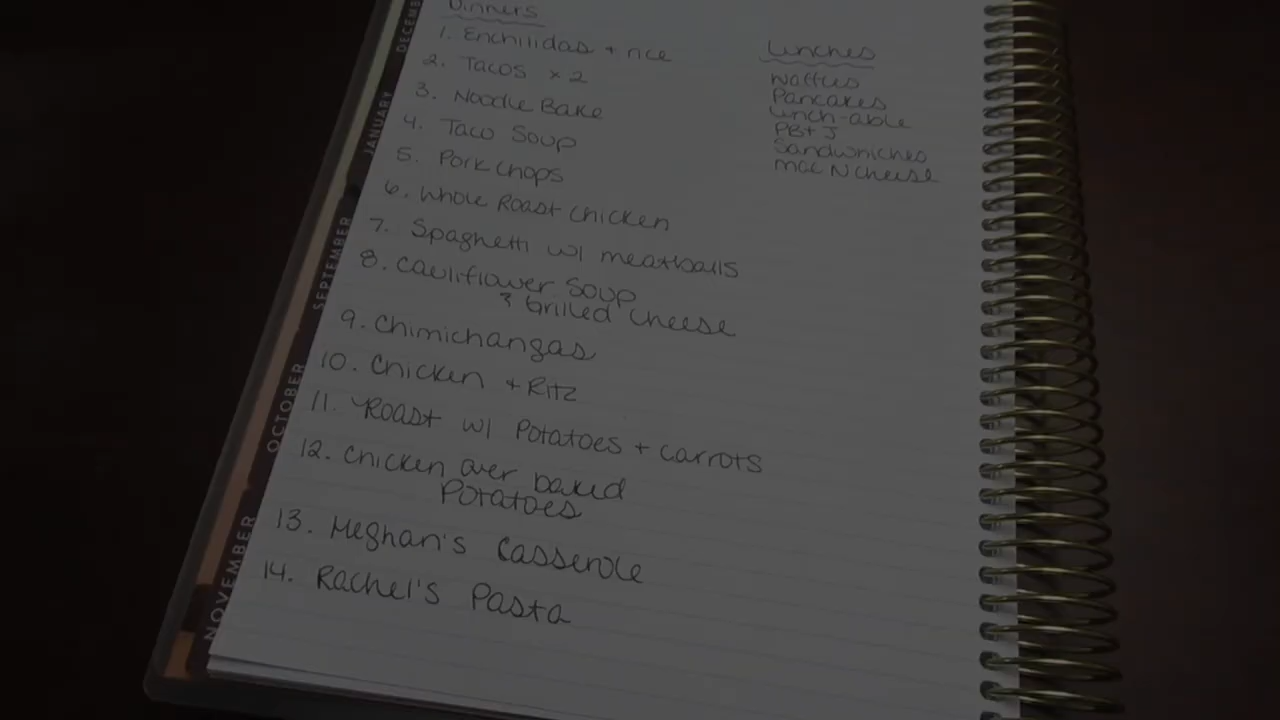 Dinners
1. Enchilidas + rice
2. Tacos x 2
3. Noodle Bake
4. Taco Soup
5. Pork Chops
6. Whole Roast Chicken
7. Spaghetti w/ meatballs
8. Cauliflower Soup
& Grilled Cheese
9. Chimichangas
10. Chicken + Ritz
11. Roast w/ Potatoes + Carrots
12. Chicken over baked
Potatoes
13. Meghan's Casserole
14. Rachel's Pasta
Lunches
Waffles
Pancakes
Lunch-able
PB+J
Sandwiches
Mac N Cheese
JANUARY
SEPTEMBER
OCTOBER
NOVEMBER